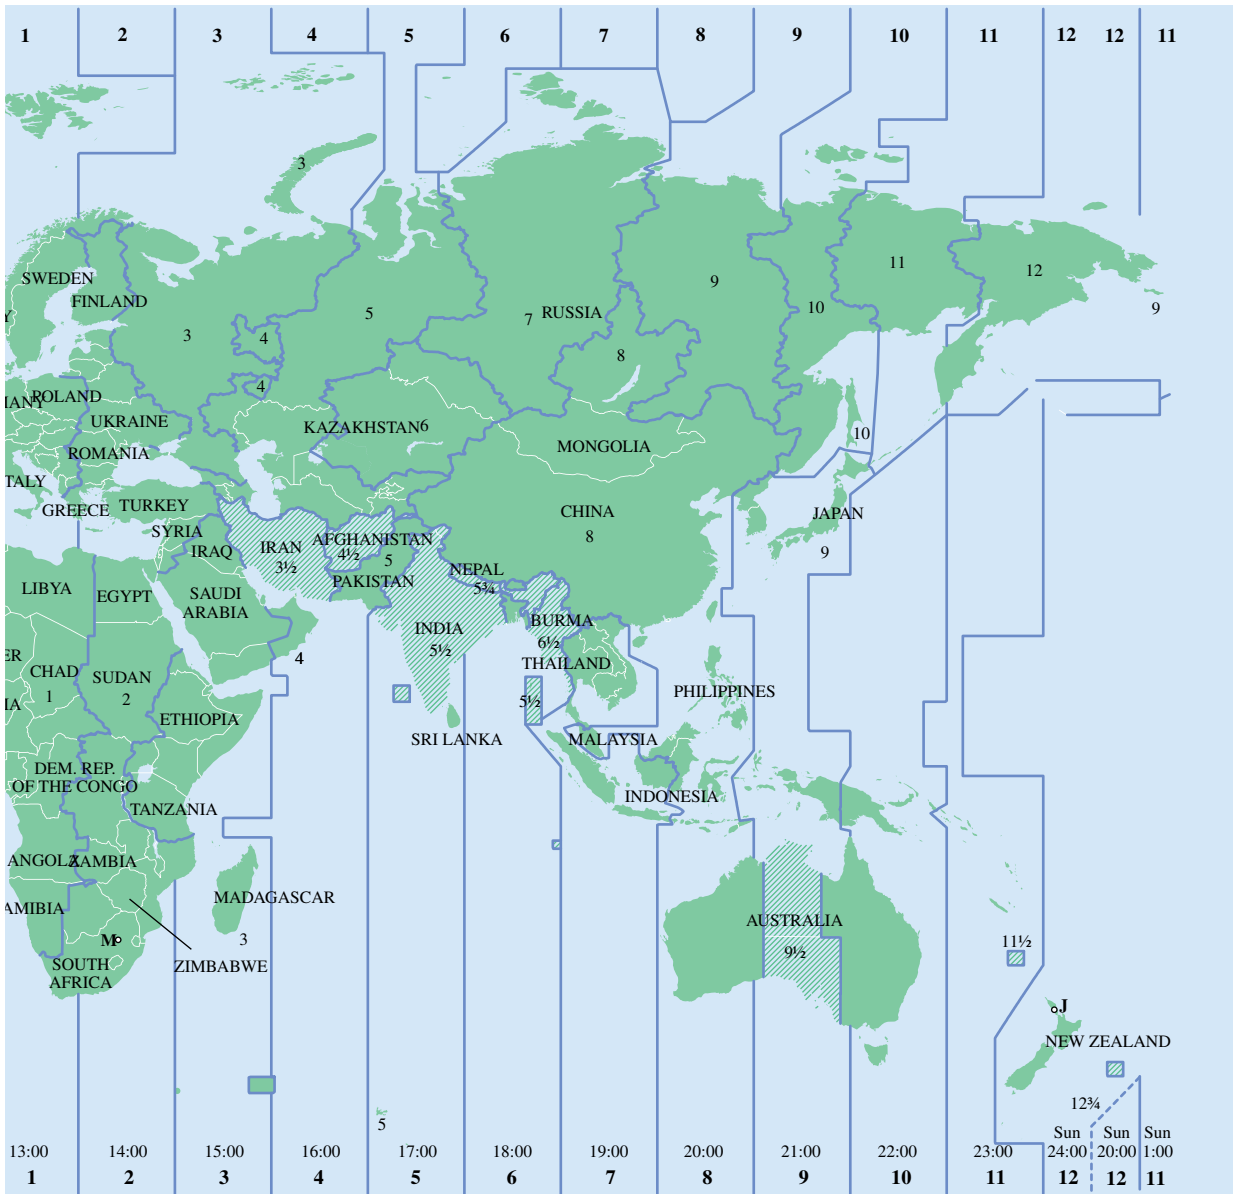 1 2 3 4 5 6 7 8 9 10 11 12 12 11
3
SWEDEN
FINLAND
Y
3
4
5
7 RUSSIA
8
9
10
11
12
9
4
MANY
POLAND
UKRAINE
ROMANIA
ITALY
GREECE
TURKEY
SYRIA
IRAQ
KAZAKHSTAN 6
MONGOLIA
10
CHINA
8
JAPAN
9
IRAN
3½
AFGHANISTAN
4½
5
PAKISTAN
NEPAL
5¾
LIBYA
EGYPT
SAUDI
ARABIA
INDIA
5½
BURMA
6½
THAILAND
ER
CHAD
1
IA
SUDAN
2
4
ETHIOPIA
5½
PHILIPPINES
SRI LANKA
MALAYSIA
DEM. REP.
OF THE CONGO
TANZANIA
INDONESIA
ANGOLA
ZAMBIA
AMIBIA
MADAGASCAR
3
AUSTRALIA
9½
11½
M
ZIMBABWE
SOUTH
AFRICA
J
NEW ZEALAND
12¾
5
13:00 14:00 15:00 16:00 17:00 18:00 19:00 20:00 21:00 22:00 23:00 Sun 24:00 Sun 20:00 Sun 1:00
1 2 3 4 5 6 7 8 9 10 11 12 12 11